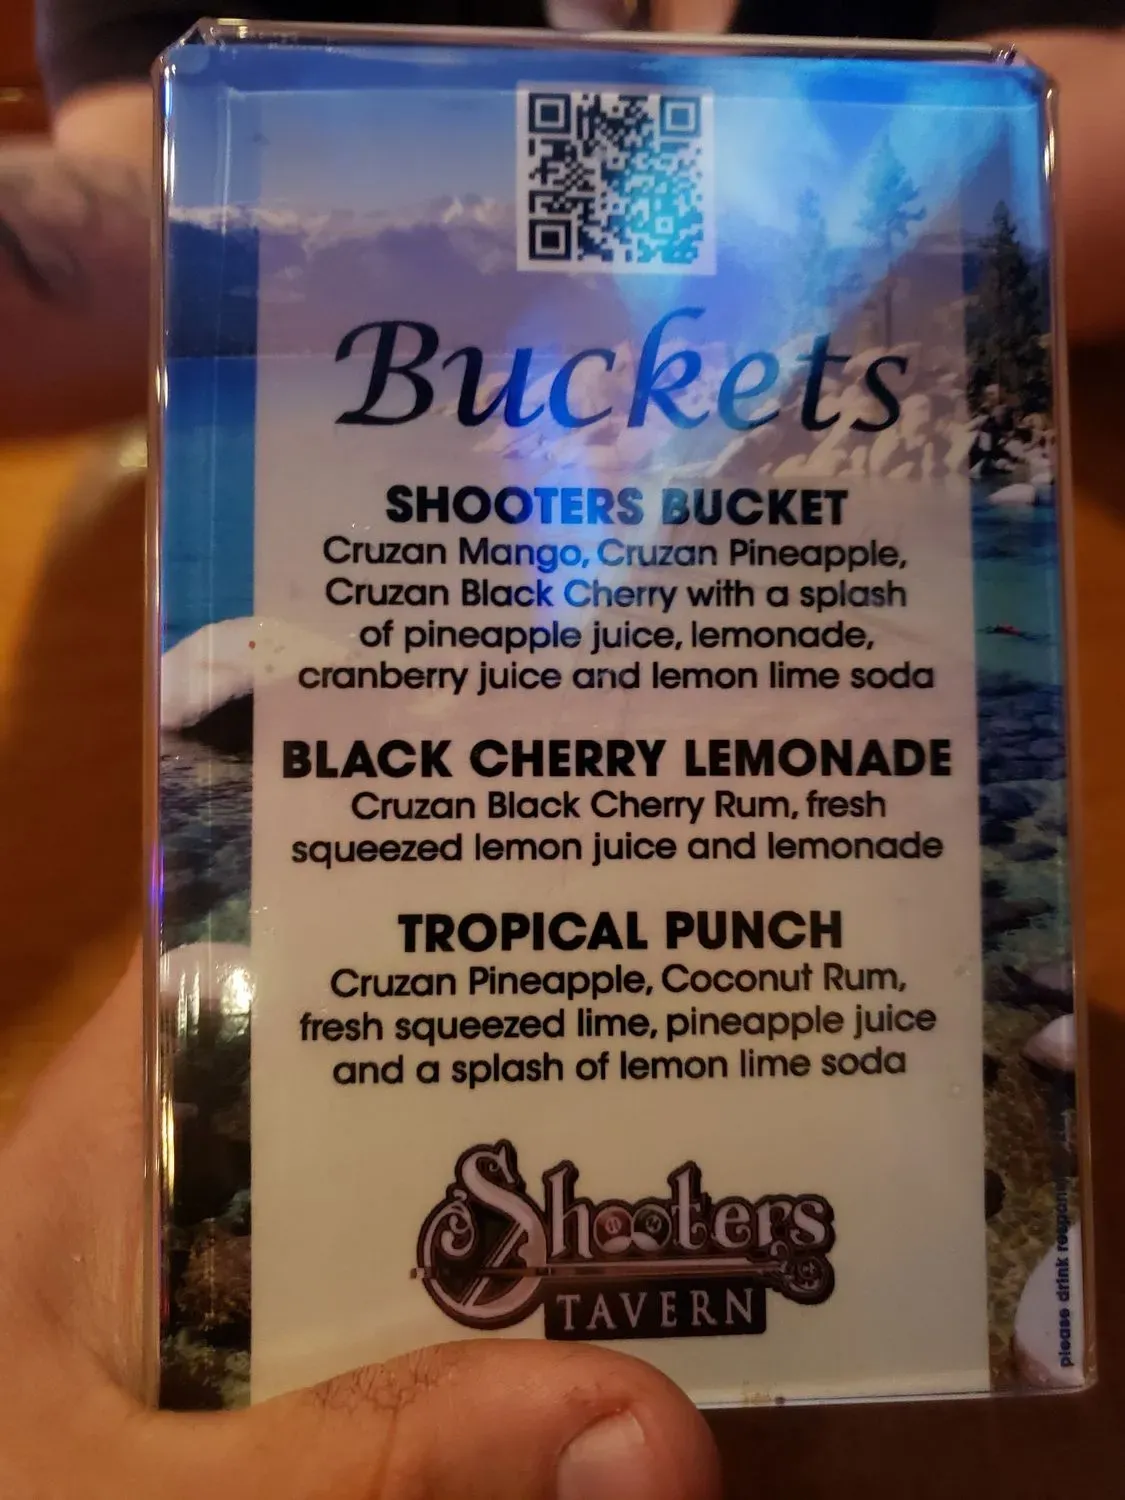 Buckets
SHOOTERS BUCKET
Cruzan Mango, Cruzan Pineapple,
Cruzan Black Cherry with a splash
of pineapple juice, lemonade,
cranberry juice and lemon lime soda
BLACK CHERRY LEMONADE
Cruzan Black Cherry Rum, fresh
squeezed lemon juice and lemonade
TROPICAL PUNCH
Cruzan Pineapple, Coconut Rum,
fresh squeezed lime, pineapple juice
and a splash of lemon lime soda
Shooters
TAVERN
please drink